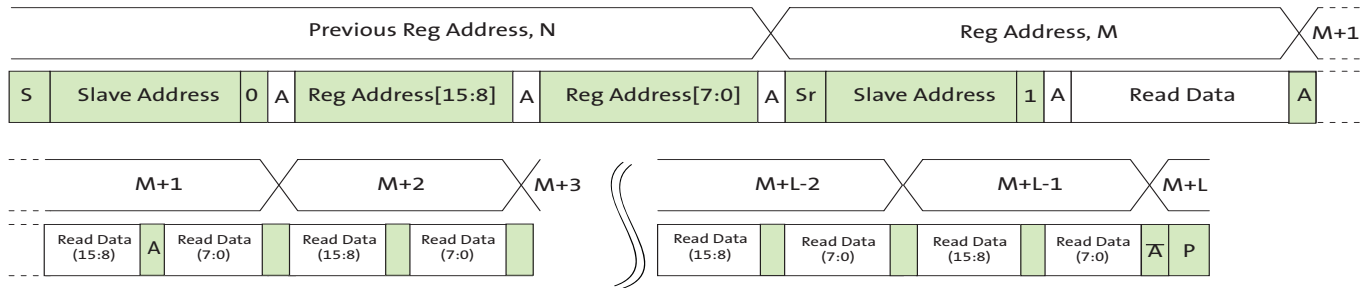 Previous Reg Address, N Reg Address, M M+1
S Slave Address 0 A Reg Address[15:8] A Reg Address[7:0] A Sr Slave Address 1 A Read Data A
M+1 M+2 M+3 M+L-2 M+L-1 M+L
Read Data Read Data Read Data Read Data Read Data Read Data Read Data Read Data
(15:8) A (7:0) (15:8) (7:0) (15:8) (7:0) (15:8) (7:0) A̅ P